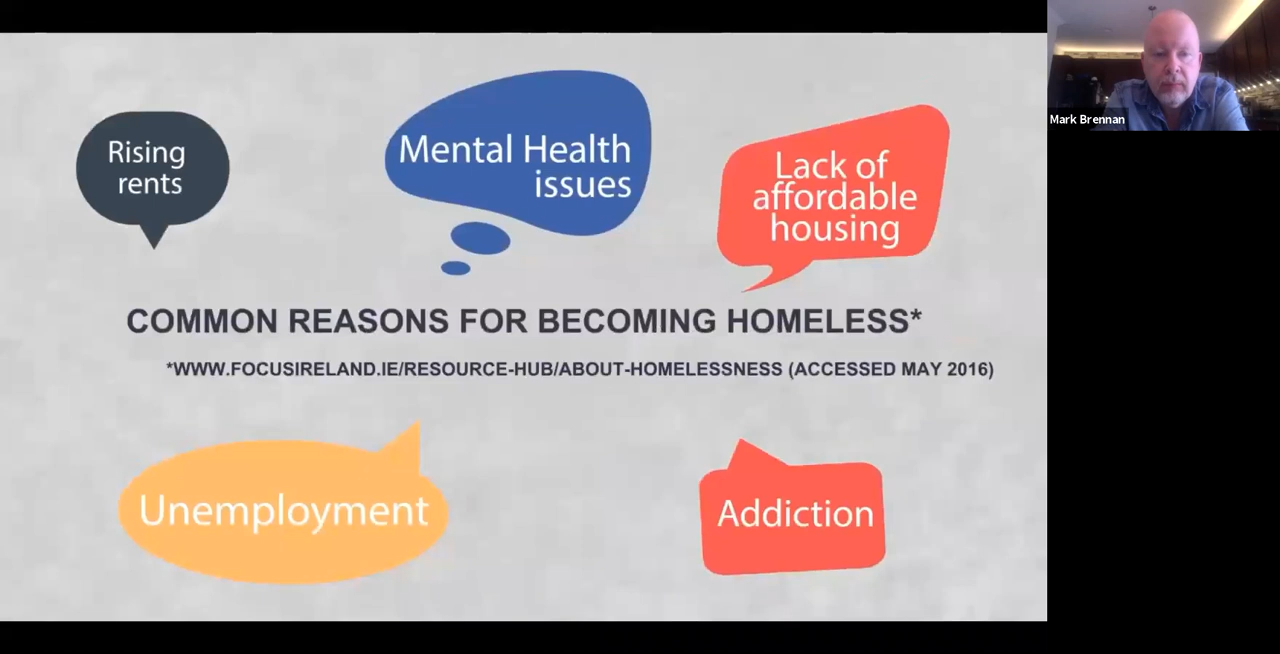 Rising
rents
Mental Health
issues
Lack of
affordable
housing
Mark Brennan
COMMON REASONS FOR BECOMING HOMELESS*
*WWW.FOCUSIRELAND.IE/RESOURCE-HUB/ABOUT-HOMELESSNESS (ACCESSED MAY 2016)
Unemployment
Addiction